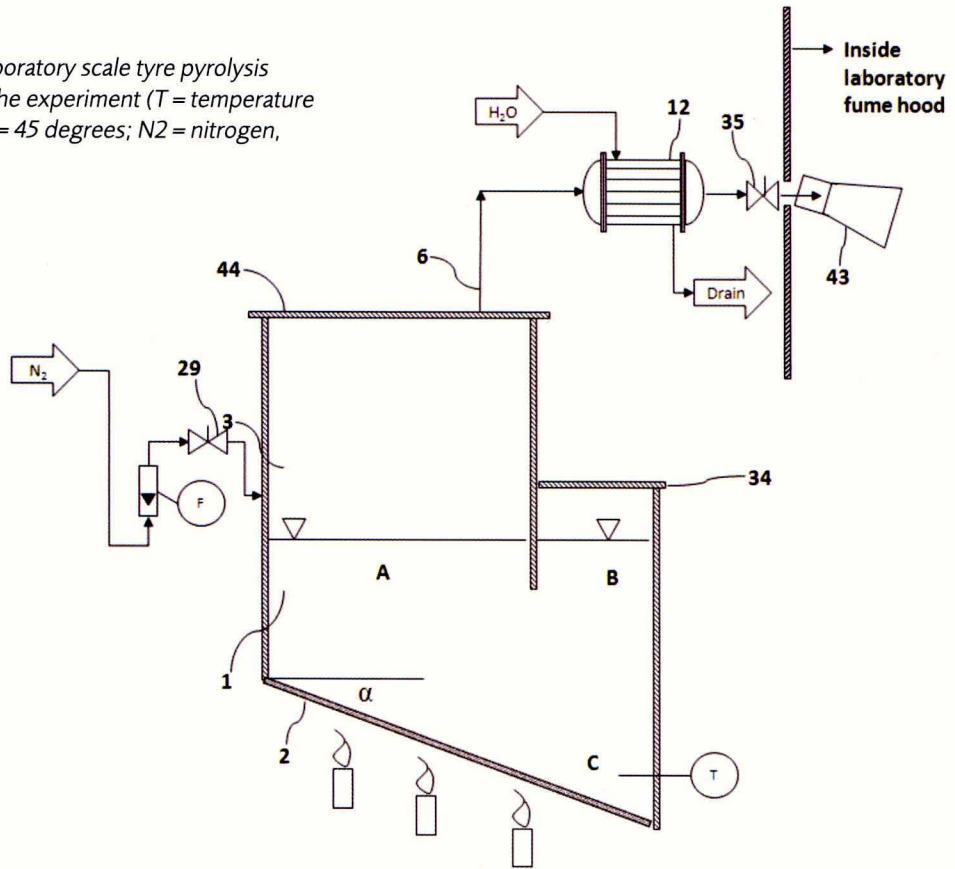 boratory scale tyre pyrolysis
he experiment (T = temperature
= 45 degrees; N2 = nitrogen,
Inside
laboratory
fume hood
H₂O
12
35
43
6
44
Drain
N₂
29
3
F
34
A
B
1
α
2
C
T